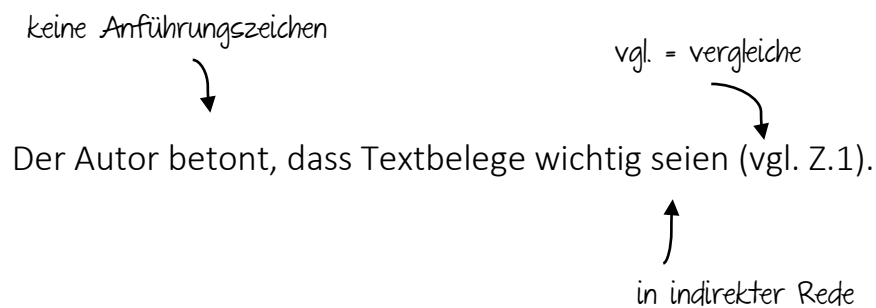 keine Anführungszeichen
vgl. = vergleiche
Der Autor betont, dass Textbelege wichtig seien (vgl. Z.1).
in indirekter Rede